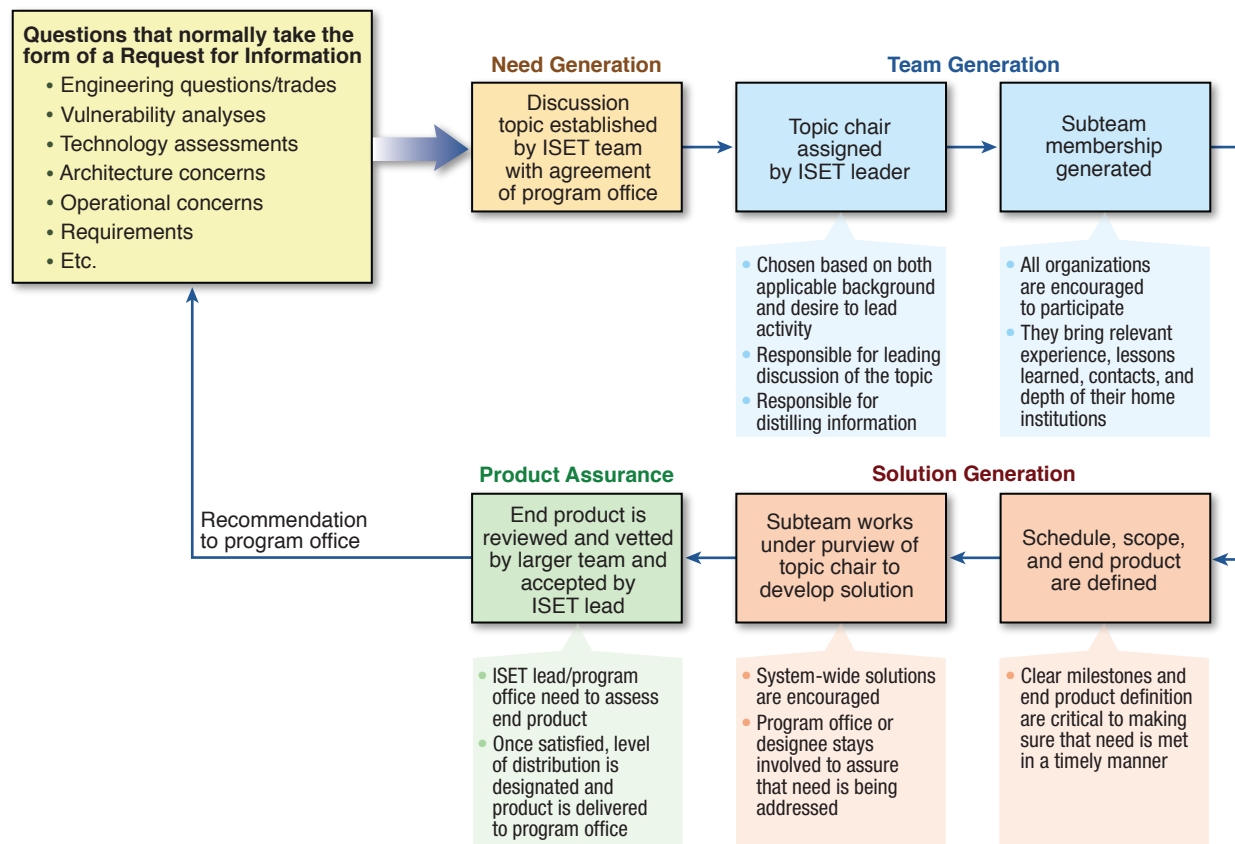 Questions that normally take the
form of a Request for Information
• Engineering questions/trades
• Vulnerability analyses
• Technology assessments
• Architecture concerns
• Operational concerns
• Requirements
• Etc.
Need Generation
Discussion
topic established
by ISET team
with agreement
of program office
Team Generation
Topic chair
assigned
by ISET leader
Subteam
membership
generated
• Chosen based on both
applicable background
and desire to lead
activity
• Responsible for leading
discussion of the topic
• Responsible for
distilling information
• All organizations
are encouraged
to participate
• They bring relevant
experience, lessons
learned, contacts, and
depth of their home
institutions
Product Assurance
End product is
reviewed and vetted
by larger team and
accepted by
ISET lead
Solution Generation
Subteam works
under purview of
topic chair to
develop solution
Schedule, scope,
and end product
are defined
Recommendation
to program office
• ISET lead/program
office need to assess
end product
• Once satisfied, level
of distribution is
designated and
product is delivered
to program office
• System-wide solutions
are encouraged
• Program office or
designee stays
involved to assure
that need is being
addressed
• Clear milestones and
end product definition
are critical to making
sure that need is met
in a timely manner